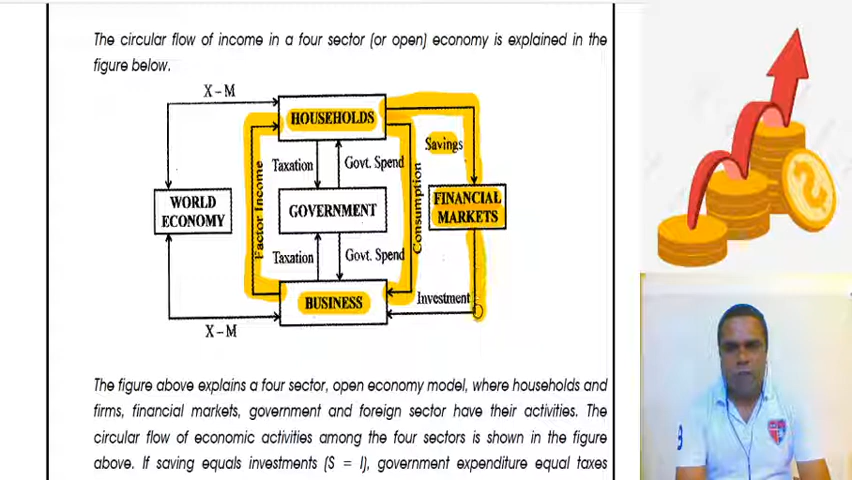 The circular flow of income in a four sector (or open) economy is explained in the
figure below.
X – M
HOUSEHOLDS
Savings
Taxation
Govt. Spend
Factor Income
Consumption
WORLD
ECONOMY
GOVERNMENT
FINANCIAL
MARKETS
Taxation
Govt. Spend
BUSINESS
Investment
X – M
The figure above explains a four sector, open economy model, where households and
firms, financial markets, government and foreign sector have their activities. The
circular flow of economic activities among the four sectors is shown in the figure
above. If saving equals investments (S = I), government expenditure equal taxes
3